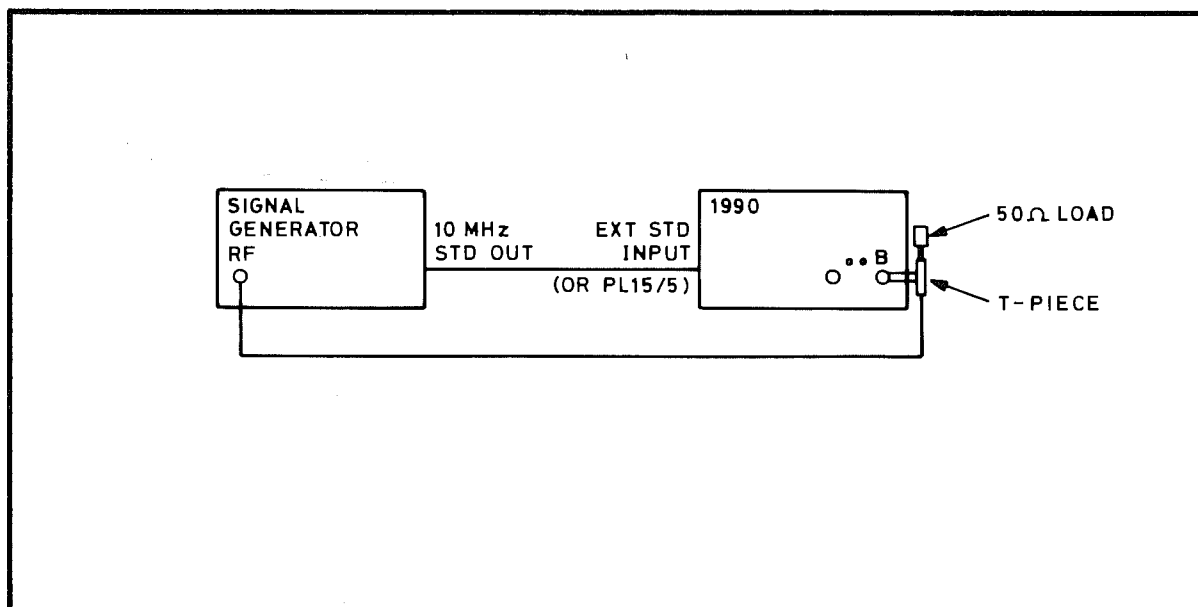 SIGNAL
GENERATOR
RF
10 MHz
STD OUT
EXT STD
INPUT
(OR PL15/5)
1990
B
50Ω LOAD
T-PIECE